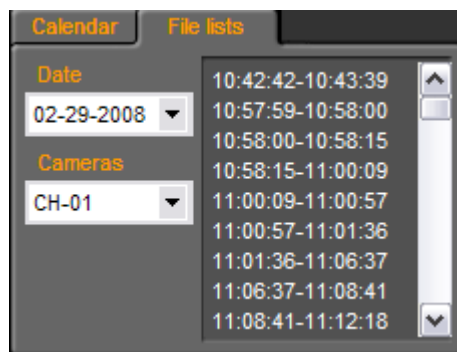 Calendar
File lists
Date
02-29-2008
Cameras
CH-01
10:42:42-10:43:39
10:57:59-10:58:00
10:58:00-10:58:15
10:58:15-11:00:09
11:00:09-11:00:57
11:00:57-11:01:36
11:01:36-11:06:37
11:06:37-11:08:41
11:08:41-11:12:18